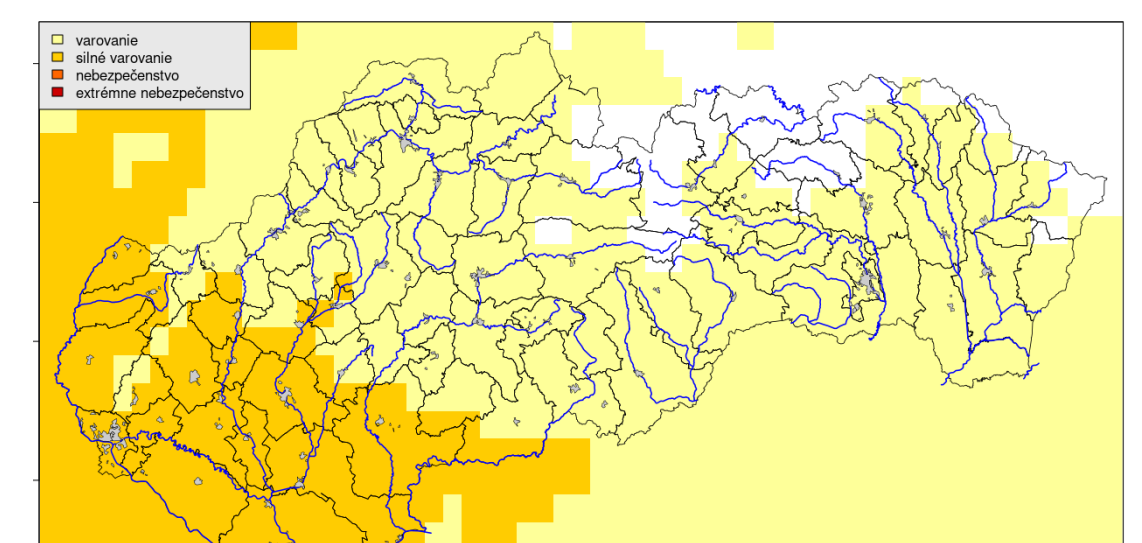 varovanie
silné varovanie
nebezpečenstvo
extrémne nebezpečenstvo